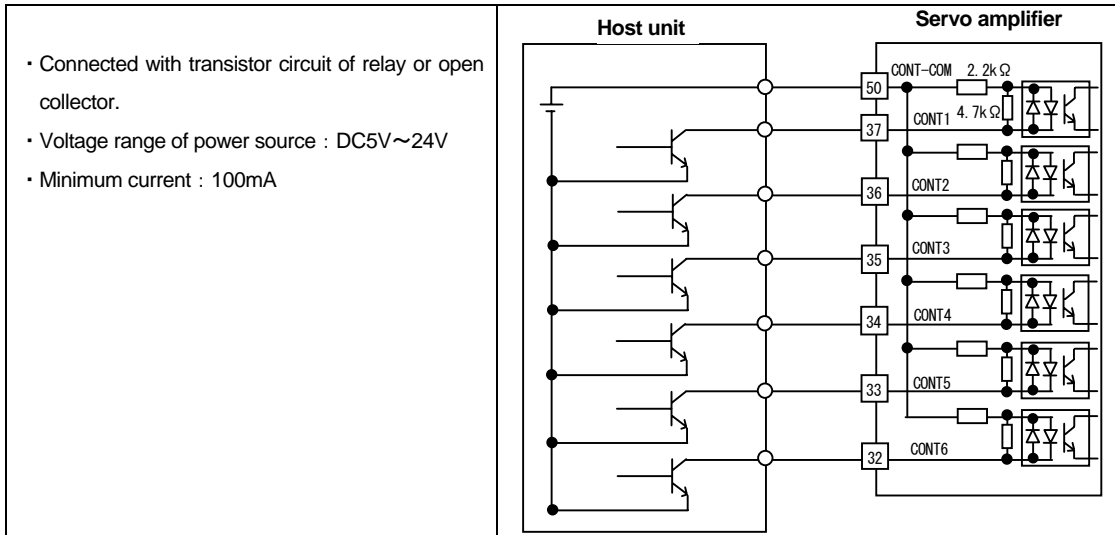 ・Connected with transistor circuit of relay or open
collector.
・Voltage range of power source：DC5V～24V
・Minimum current：100mA
Host unit
Servo amplifier
50
CONT-COM
2.2kΩ
4.7kΩ
37
CONT1
36
CONT2
35
CONT3
34
CONT4
33
CONT5
32
CONT6